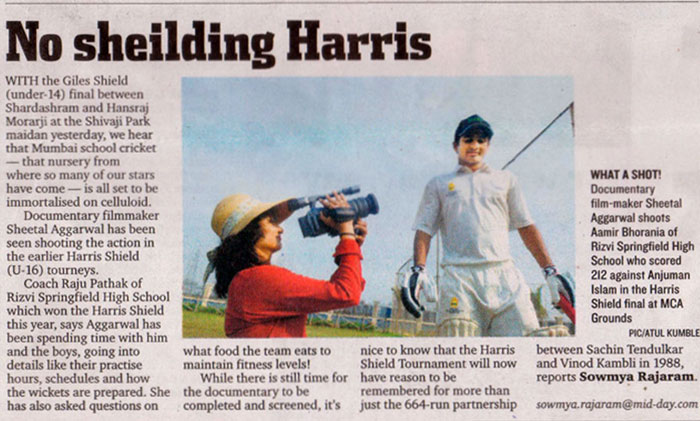 No sheilding Harris
WITH the Giles Shield
(under-14) final between
Shardashram and Hansraj
Morarji at the Shivaji Park
maidan yesterday, we hear
that Mumbai school cricket
— that nursery from
where so many of our stars
have come — is all set to be
immortalised on celluloid.
Documentary filmmaker
Sheetal Aggarwal has been
seen shooting the action in
the earlier Harris Shield
(U-16) tourneys.
Coach Raju Pathak of
Rizvi Springfield High School
which won the Harris Shield
this year, says Aggarwal has
been spending time with him
and the boys, going into
details like their practise
hours, schedules and how
the wickets are prepared. She
has also asked questions on
what food the team eats to
maintain fitness levels!
While there is still time for
the documentary to be
completed and screened, it's
nice to know that the Harris
Shield Tournament will now
have reason to be
remembered for more than
just the 664-run partnership
between Sachin Tendulkar
and Vinod Kambli in 1988,
reports Sowmya Rajaram.
sowmya.rajaram@mid-day.com
WHAT A SHOT!
Documentary
film-maker Sheetal
Aggarwal shoots
Aamir Bhorania of
Rizvi Springfield High
School who scored
212 against Anjuman
Islam in the Harris
Shield final at MCA
Grounds
PIC/ATUL KUMBLE